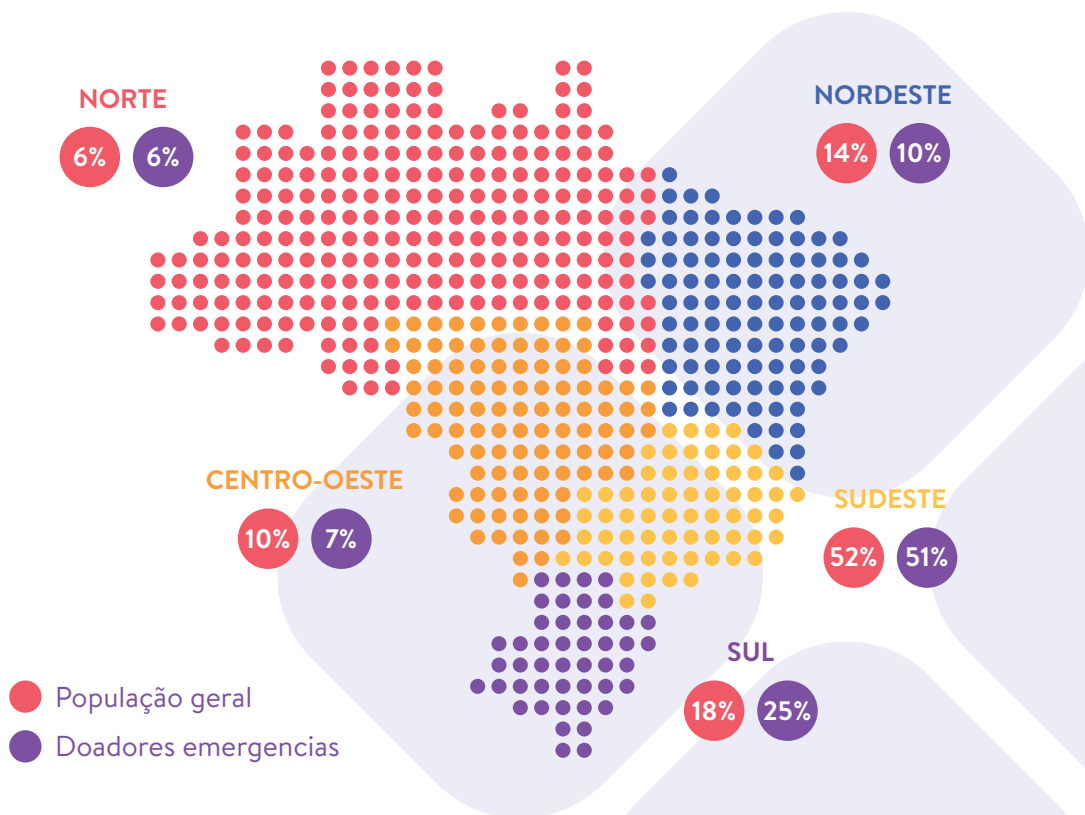 NORTE
6% 6%
NORDESTE
14% 10%
CENTRO-OESTE
10% 7%
SUDESTE
52% 51%
SUL
18% 25%
População geral
Doadores emergencias